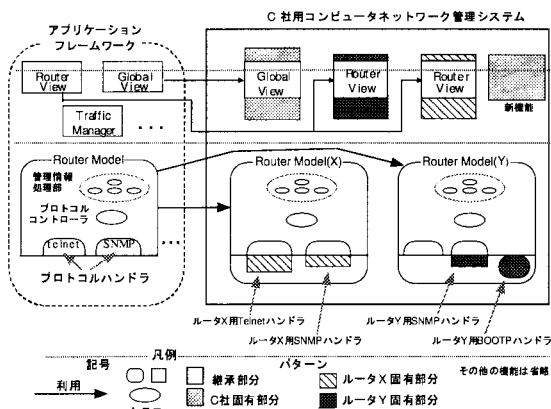 C 社用コンピュータネットワーク管理システム
アプリケーション
フレームワーク
Router
View
Global
View
Traffic
Manager
・・・
Global
View
Router
View
Router
View
新機能
Router Model
管理情報
処理部
プロトコル
コントローラ
Telnet
SNMP
・・・
プロトコルハンドラ
Router Model(X)
Router Model(Y)
ルータX用Telnetハンドラ
ルータX用SNMPハンドラ
ルータY用SNMPハンドラ
ルータY用BOOTPハンドラ
凡例
記号
パターン
その他の機能は省略
利用
継承部分
C社固有部分
ルータX 固有部分
ルータY 固有部分